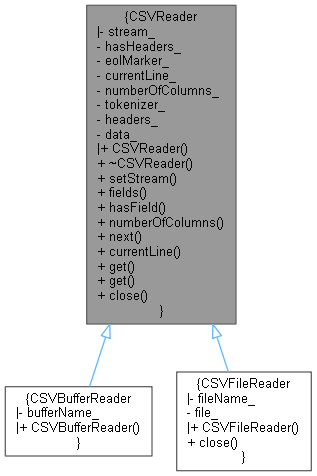 {CSVReader
|- stream_
- hasHeaders_
- eolMarker_
- currentLine_
- numberOfColumns_
- tokenizer_
- headers_
- data_
|+ CSVReader()
+ ~CSVReader()
+ setStream()
+ fields()
+ hasField()
+ numberOfColumns()
+ next()
+ currentLine()
+ get()
+ get()
+ close()
}
{CSVBufferReader
|- bufferName_
|+ CSVBufferReader()
}
{CSVFileReader
|- fileName_
- file_
|+ CSVFileReader()
+ close()
}